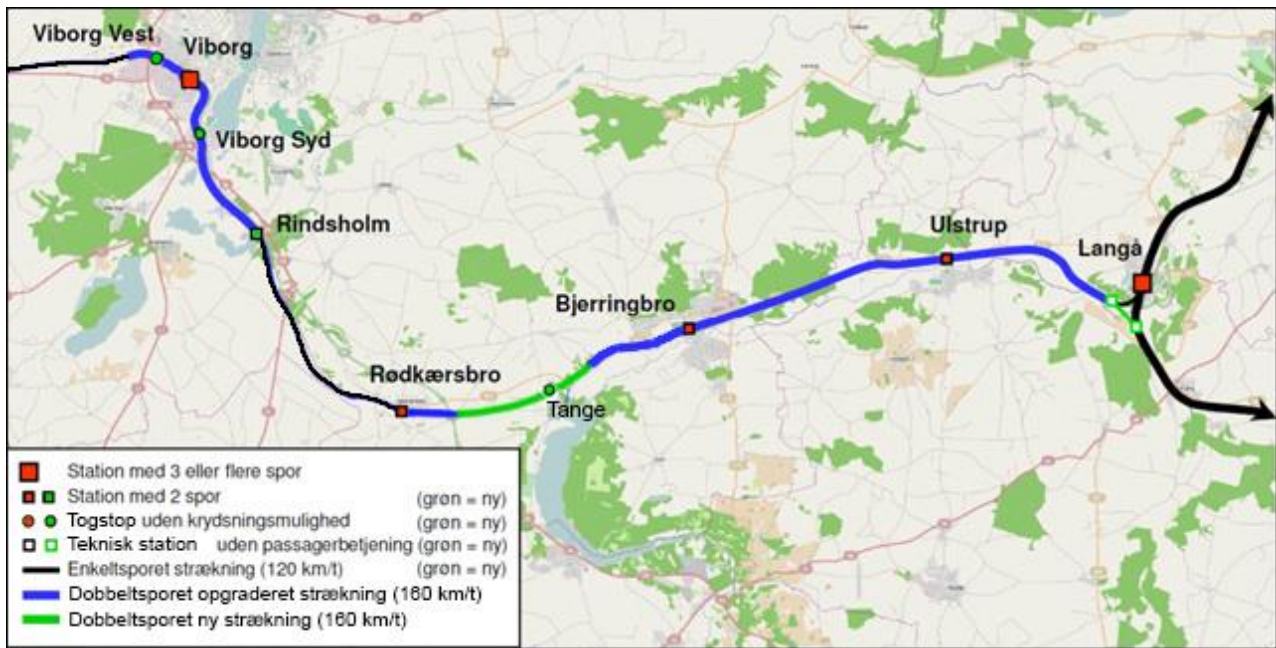 Viborg Vest
Viborg
Viborg Syd
Rindsholm
Ulstrup
Langå
Bjerringbro
Rødkærsbro
Tange
Station med 3 eller flere spor
Station med 2 spor (grøn = ny)
Togstop uden krydsningsmulighed (grøn = ny)
Teknisk station uden passagerbetjening (grøn = ny)
Enkeltsporet strækning (120 km/t) (grøn = ny)
Dobbeltsporet opgraderet strækning (160 km/t)
Dobbeltsporet ny strækning (160 km/t)